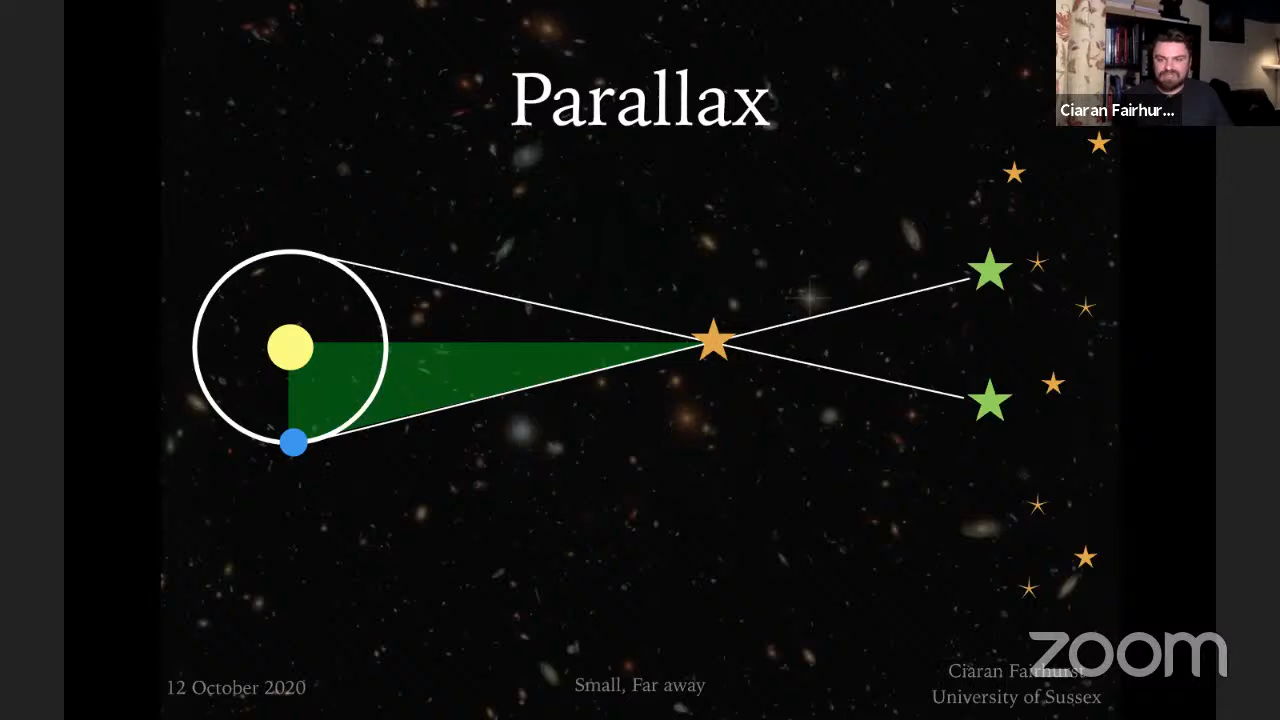 Parallax
Ciaran Fairhur...
12 October 2020
Small, Far away
Ciaran Fairhurst
University of Sussex
zoom